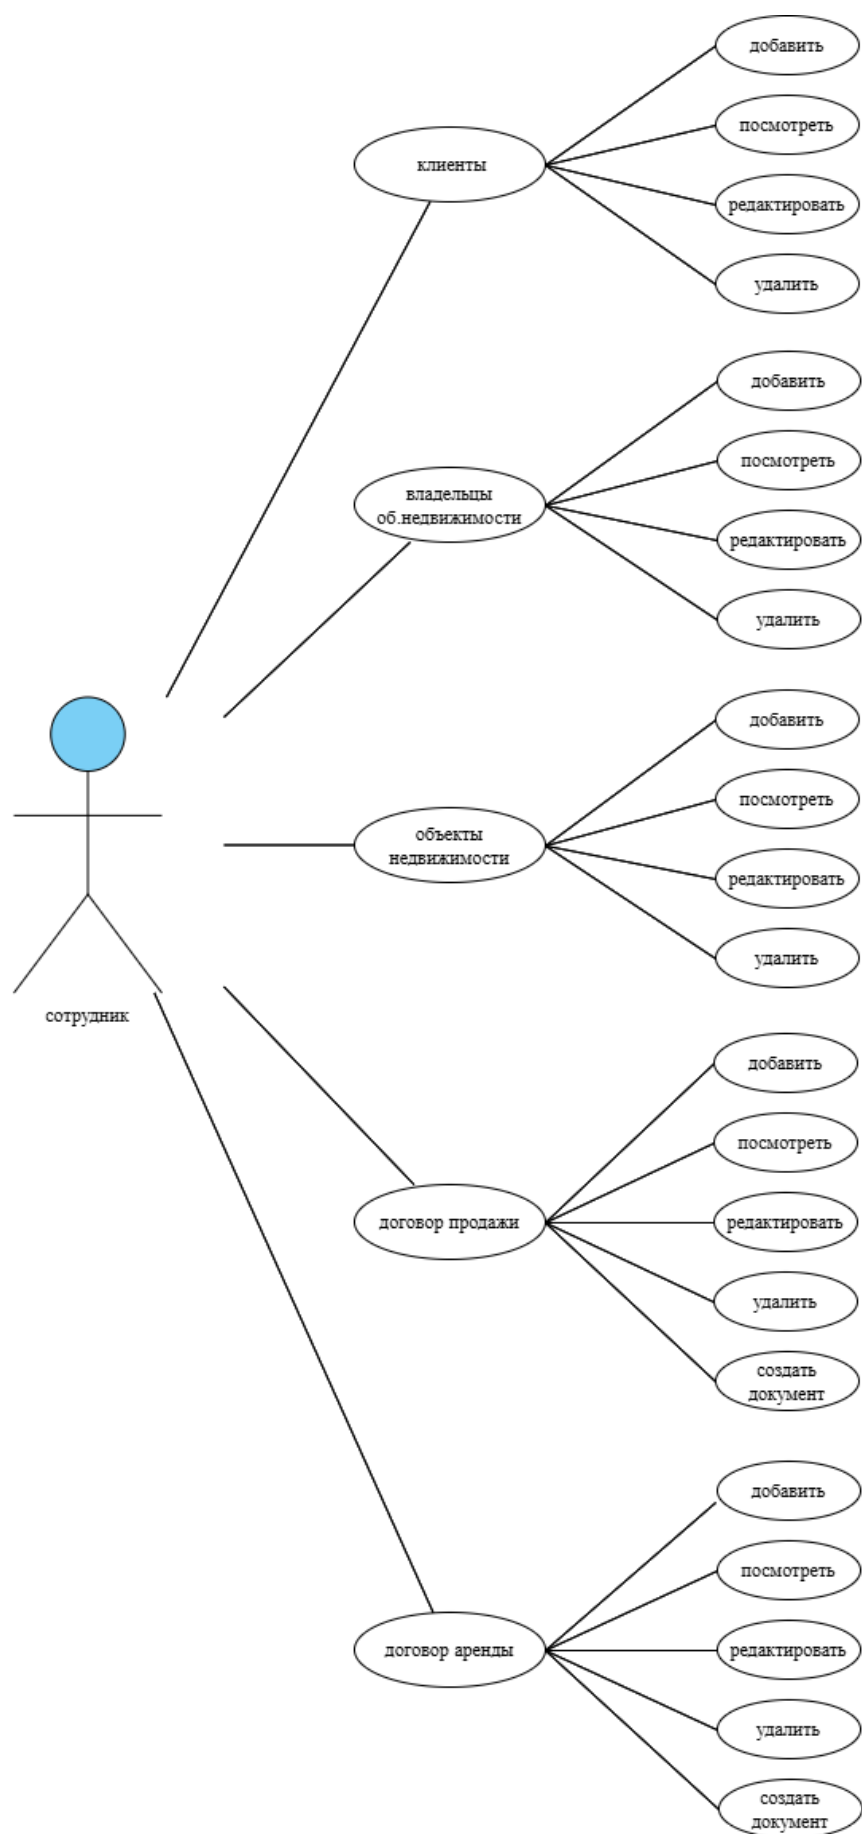 добавить
посмотреть
клиенты
редактировать
удалить
добавить
посмотреть
владельцы
об.недвижимости
редактировать
удалить
добавить
посмотреть
объекты
недвижимости
редактировать
удалить
сотрудник
добавить
посмотреть
договор продажи
редактировать
удалить
создать
документ
добавить
посмотреть
договор аренды
редактировать
удалить
создать
документ